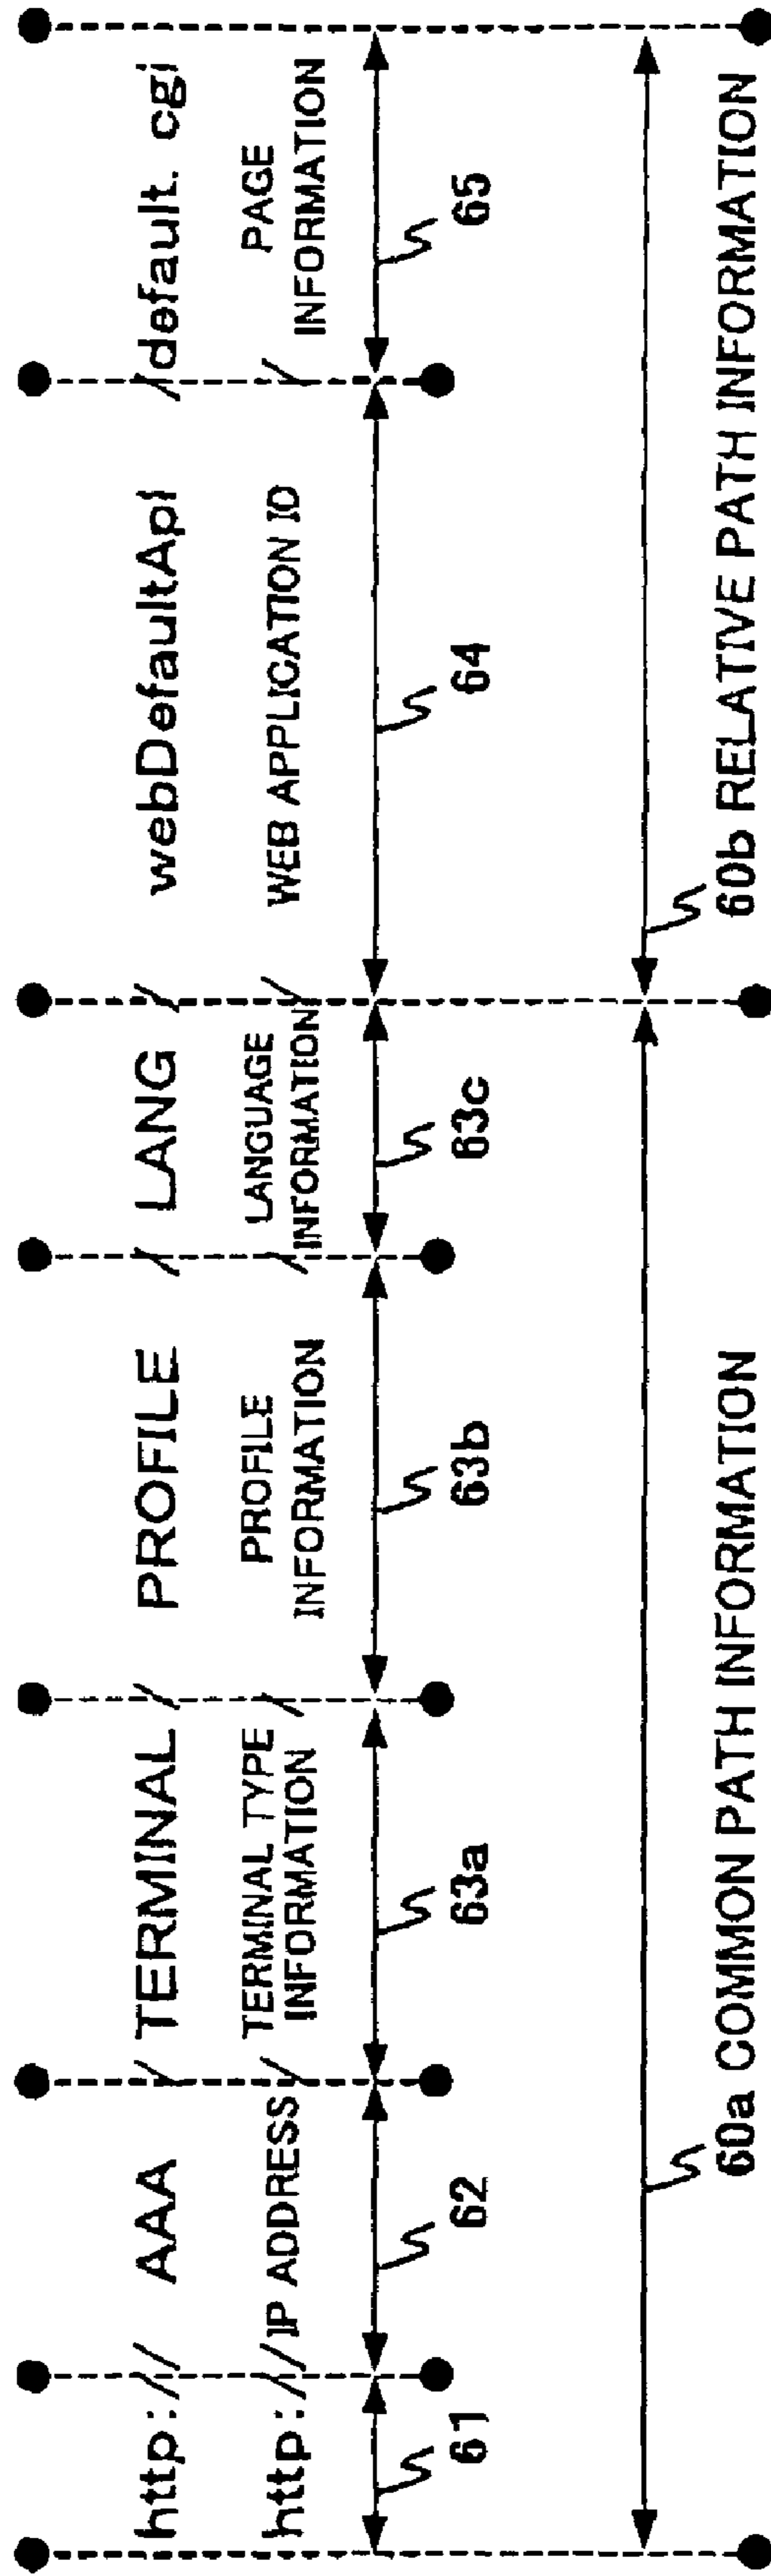 http:// AAA / TERMINAL / PROFILE / LANG / webDefaultApl /default. cgi
http:// IP ADDRESS / TERMINAL TYPE INFORMATION / PROFILE INFORMATION / LANGUAGE INFORMATION / WEB APPLICATION ID / PAGE INFORMATION
61 62 63a 63b 63c 64 65
60a COMMON PATH INFORMATION 60b RELATIVE PATH INFORMATION